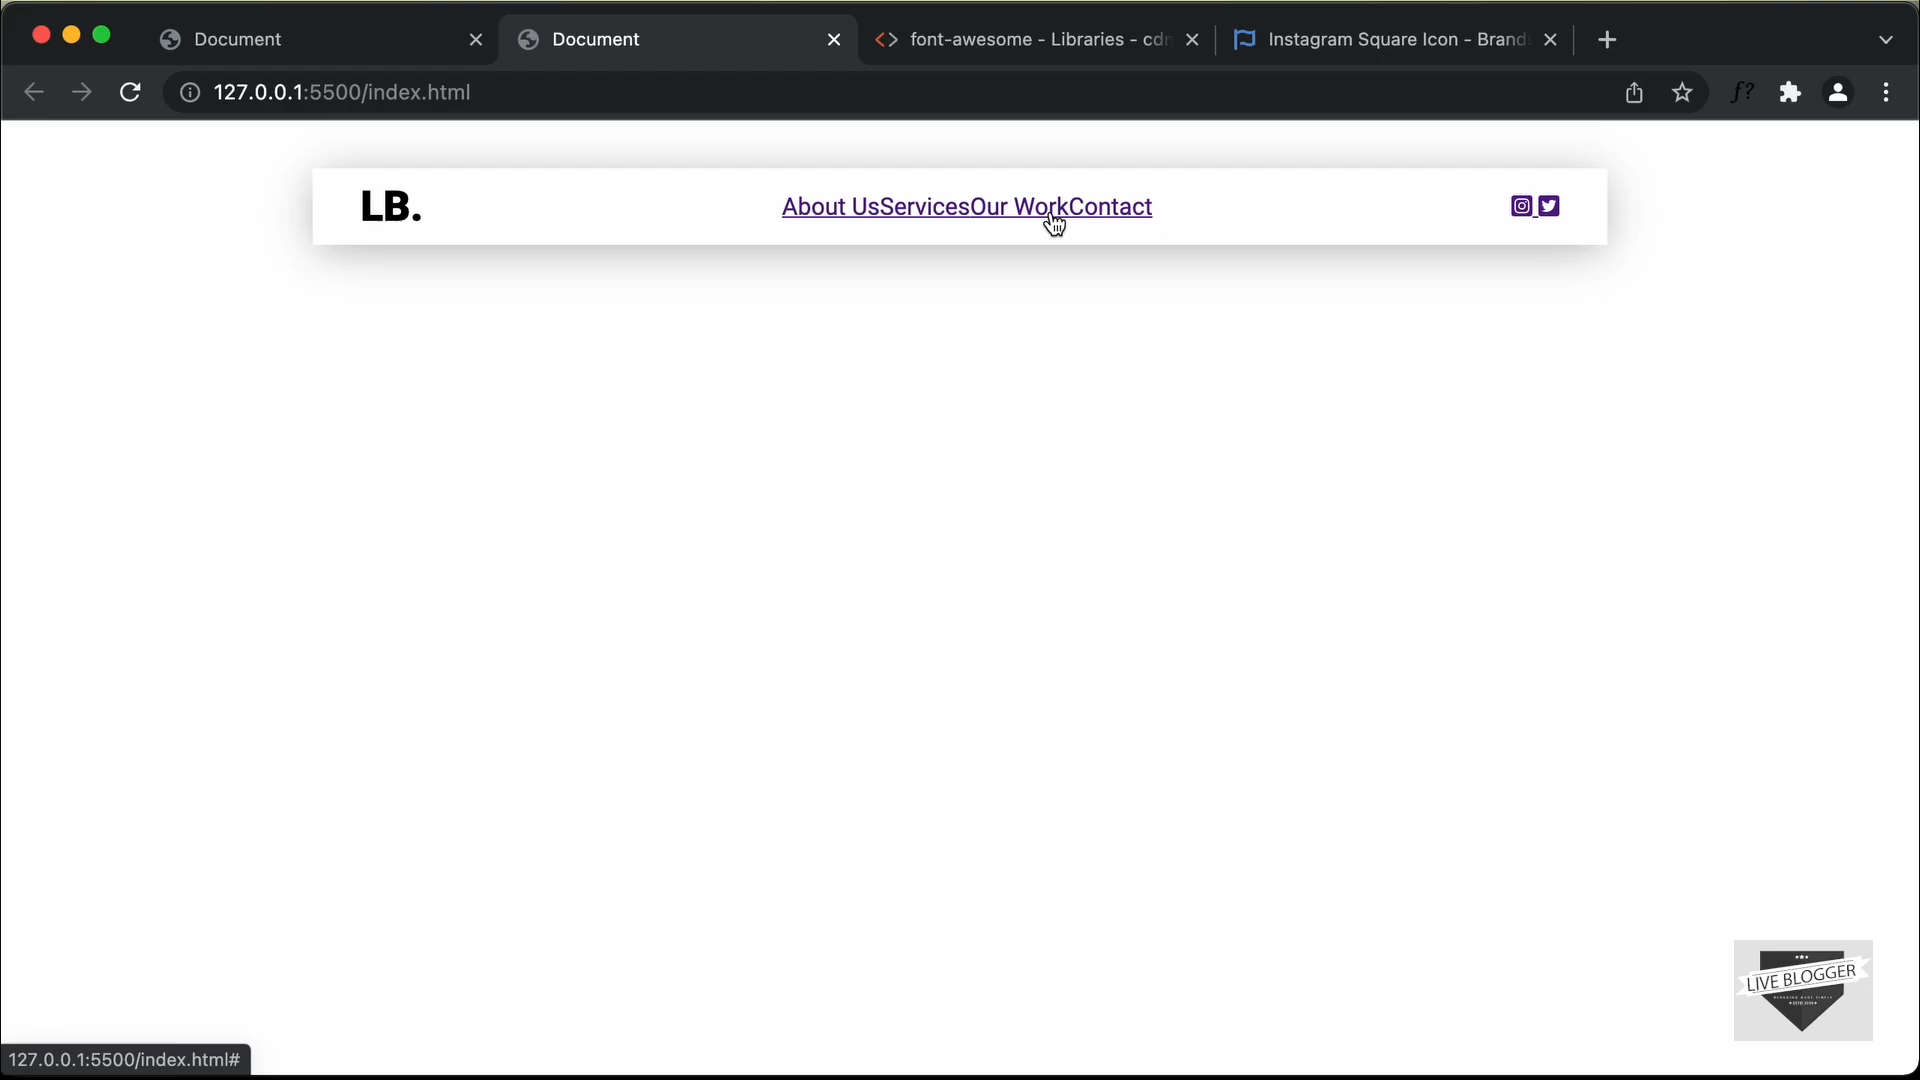 Document
Document
font-awesome - Libraries - cdn
Instagram Square Icon - Brand
127.0.0.1:5500/index.html
f?
LB.
About UsServicesOur WorkContact
LIVE BLOGGER
127.0.0.1:5500/index.html#